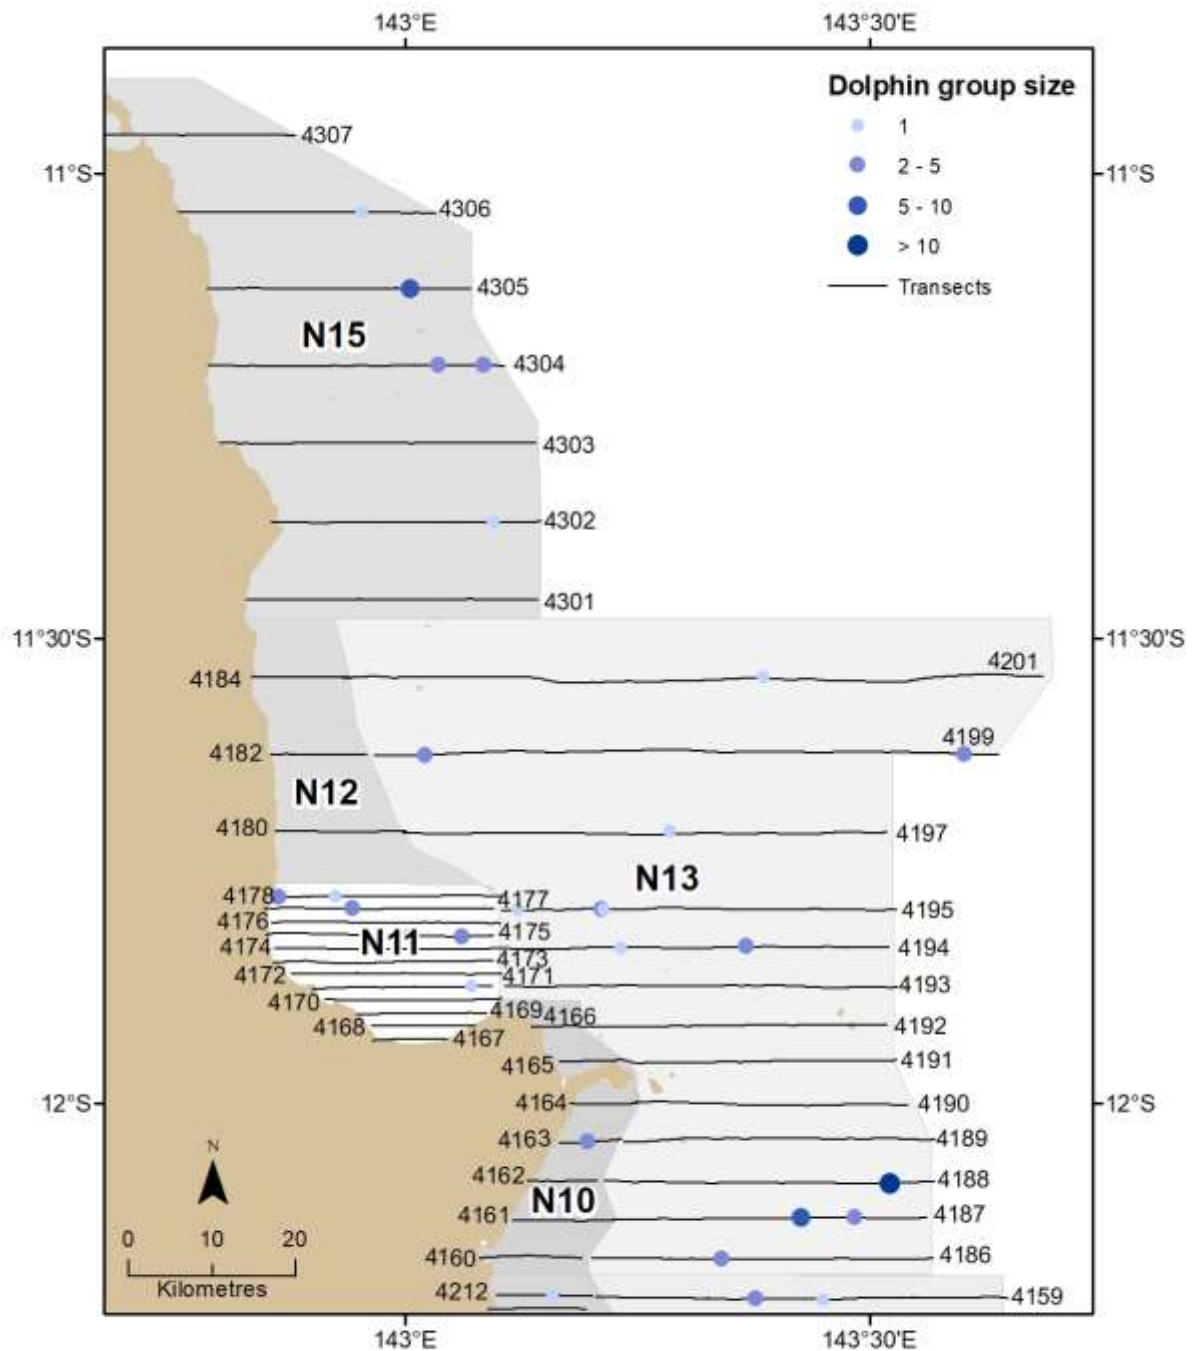 143°E 143°30'E
Dolphin group size
1
2 - 5
5 - 10
> 10
Transects
4307
11°S 11°S
4306
4305
N15
4304
4303
4302
4301
11°30'S 11°30'S
4201
4184
4199
4182
N12
4180 4197
N13
4178 4177
4195
4176
4175
N11
4174 4194
4173
4172 4171
4193
4170
4169 4166
4168 4167 4192
4165 4191
12°S 4164 4190 12°S
4163 4189
N
4162 4188
N10
4161 4187
0 10 20
4160 4186
Kilometres
4212 4159
143°E 143°30'E